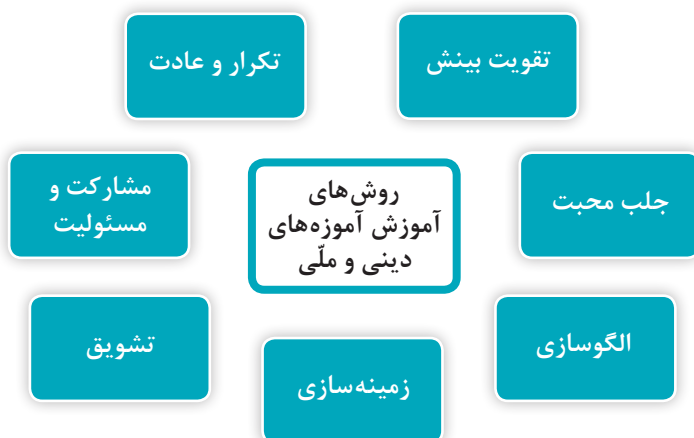 تقویت بینش
تکرار و عادت
جلب محبت
روش‌های
آموزش آموزه‌های
دینی و ملّی
مشارکت و
مسئولیت
الگوسازی
زمینه‌سازی
تشویق